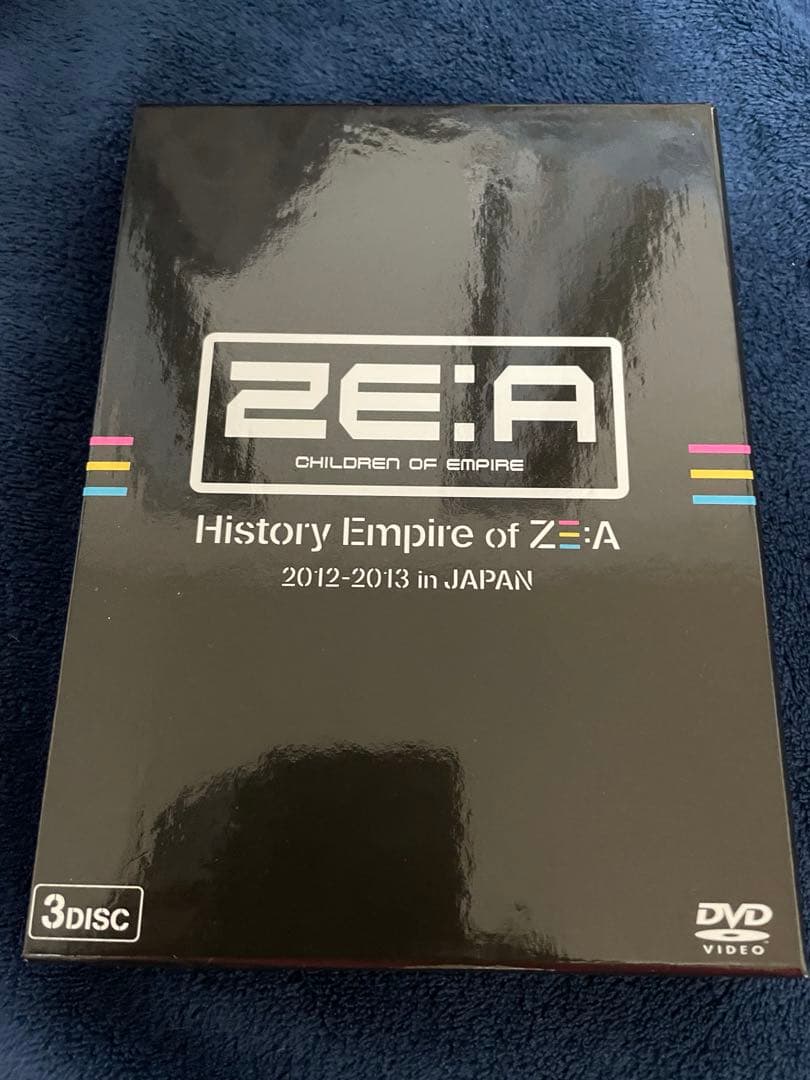 ZE:A
CHILDREN OF EMPIRE
History Empire of ZE:A
2012-2013 in JAPAN
3DISC
DVD
VIDEO